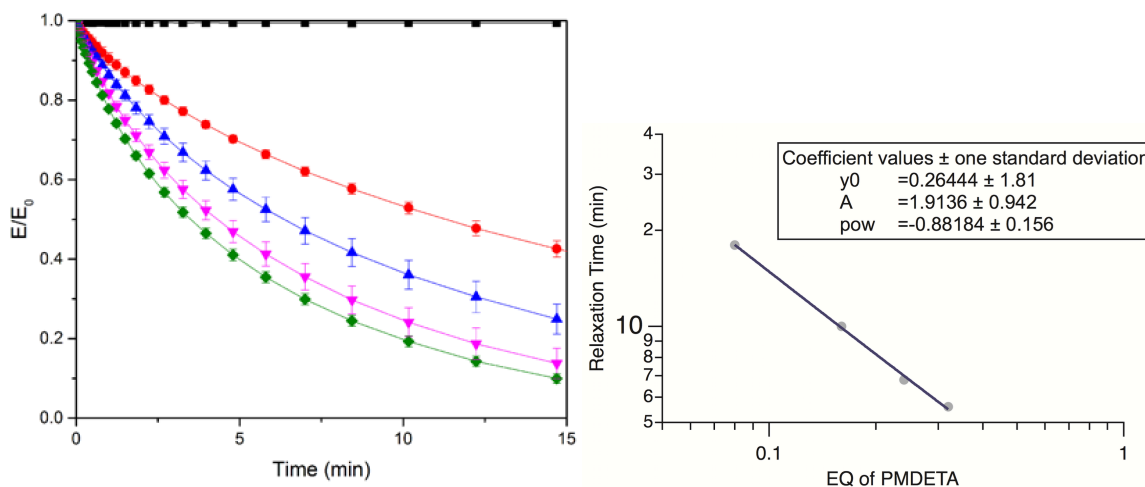 1.0
0.8
0.6
0.4
0.2
0.0
E/E0
0
5
10
15
Time (min)
4
3
2
10
9
8
7
6
5
Relaxation Time (min)
Coefficient values ± one standard deviation
y0 =0.26444 ± 1.81
A =1.9136 ± 0.942
pow =-0.88184 ± 0.156
0.1
1
EQ of PMDETA